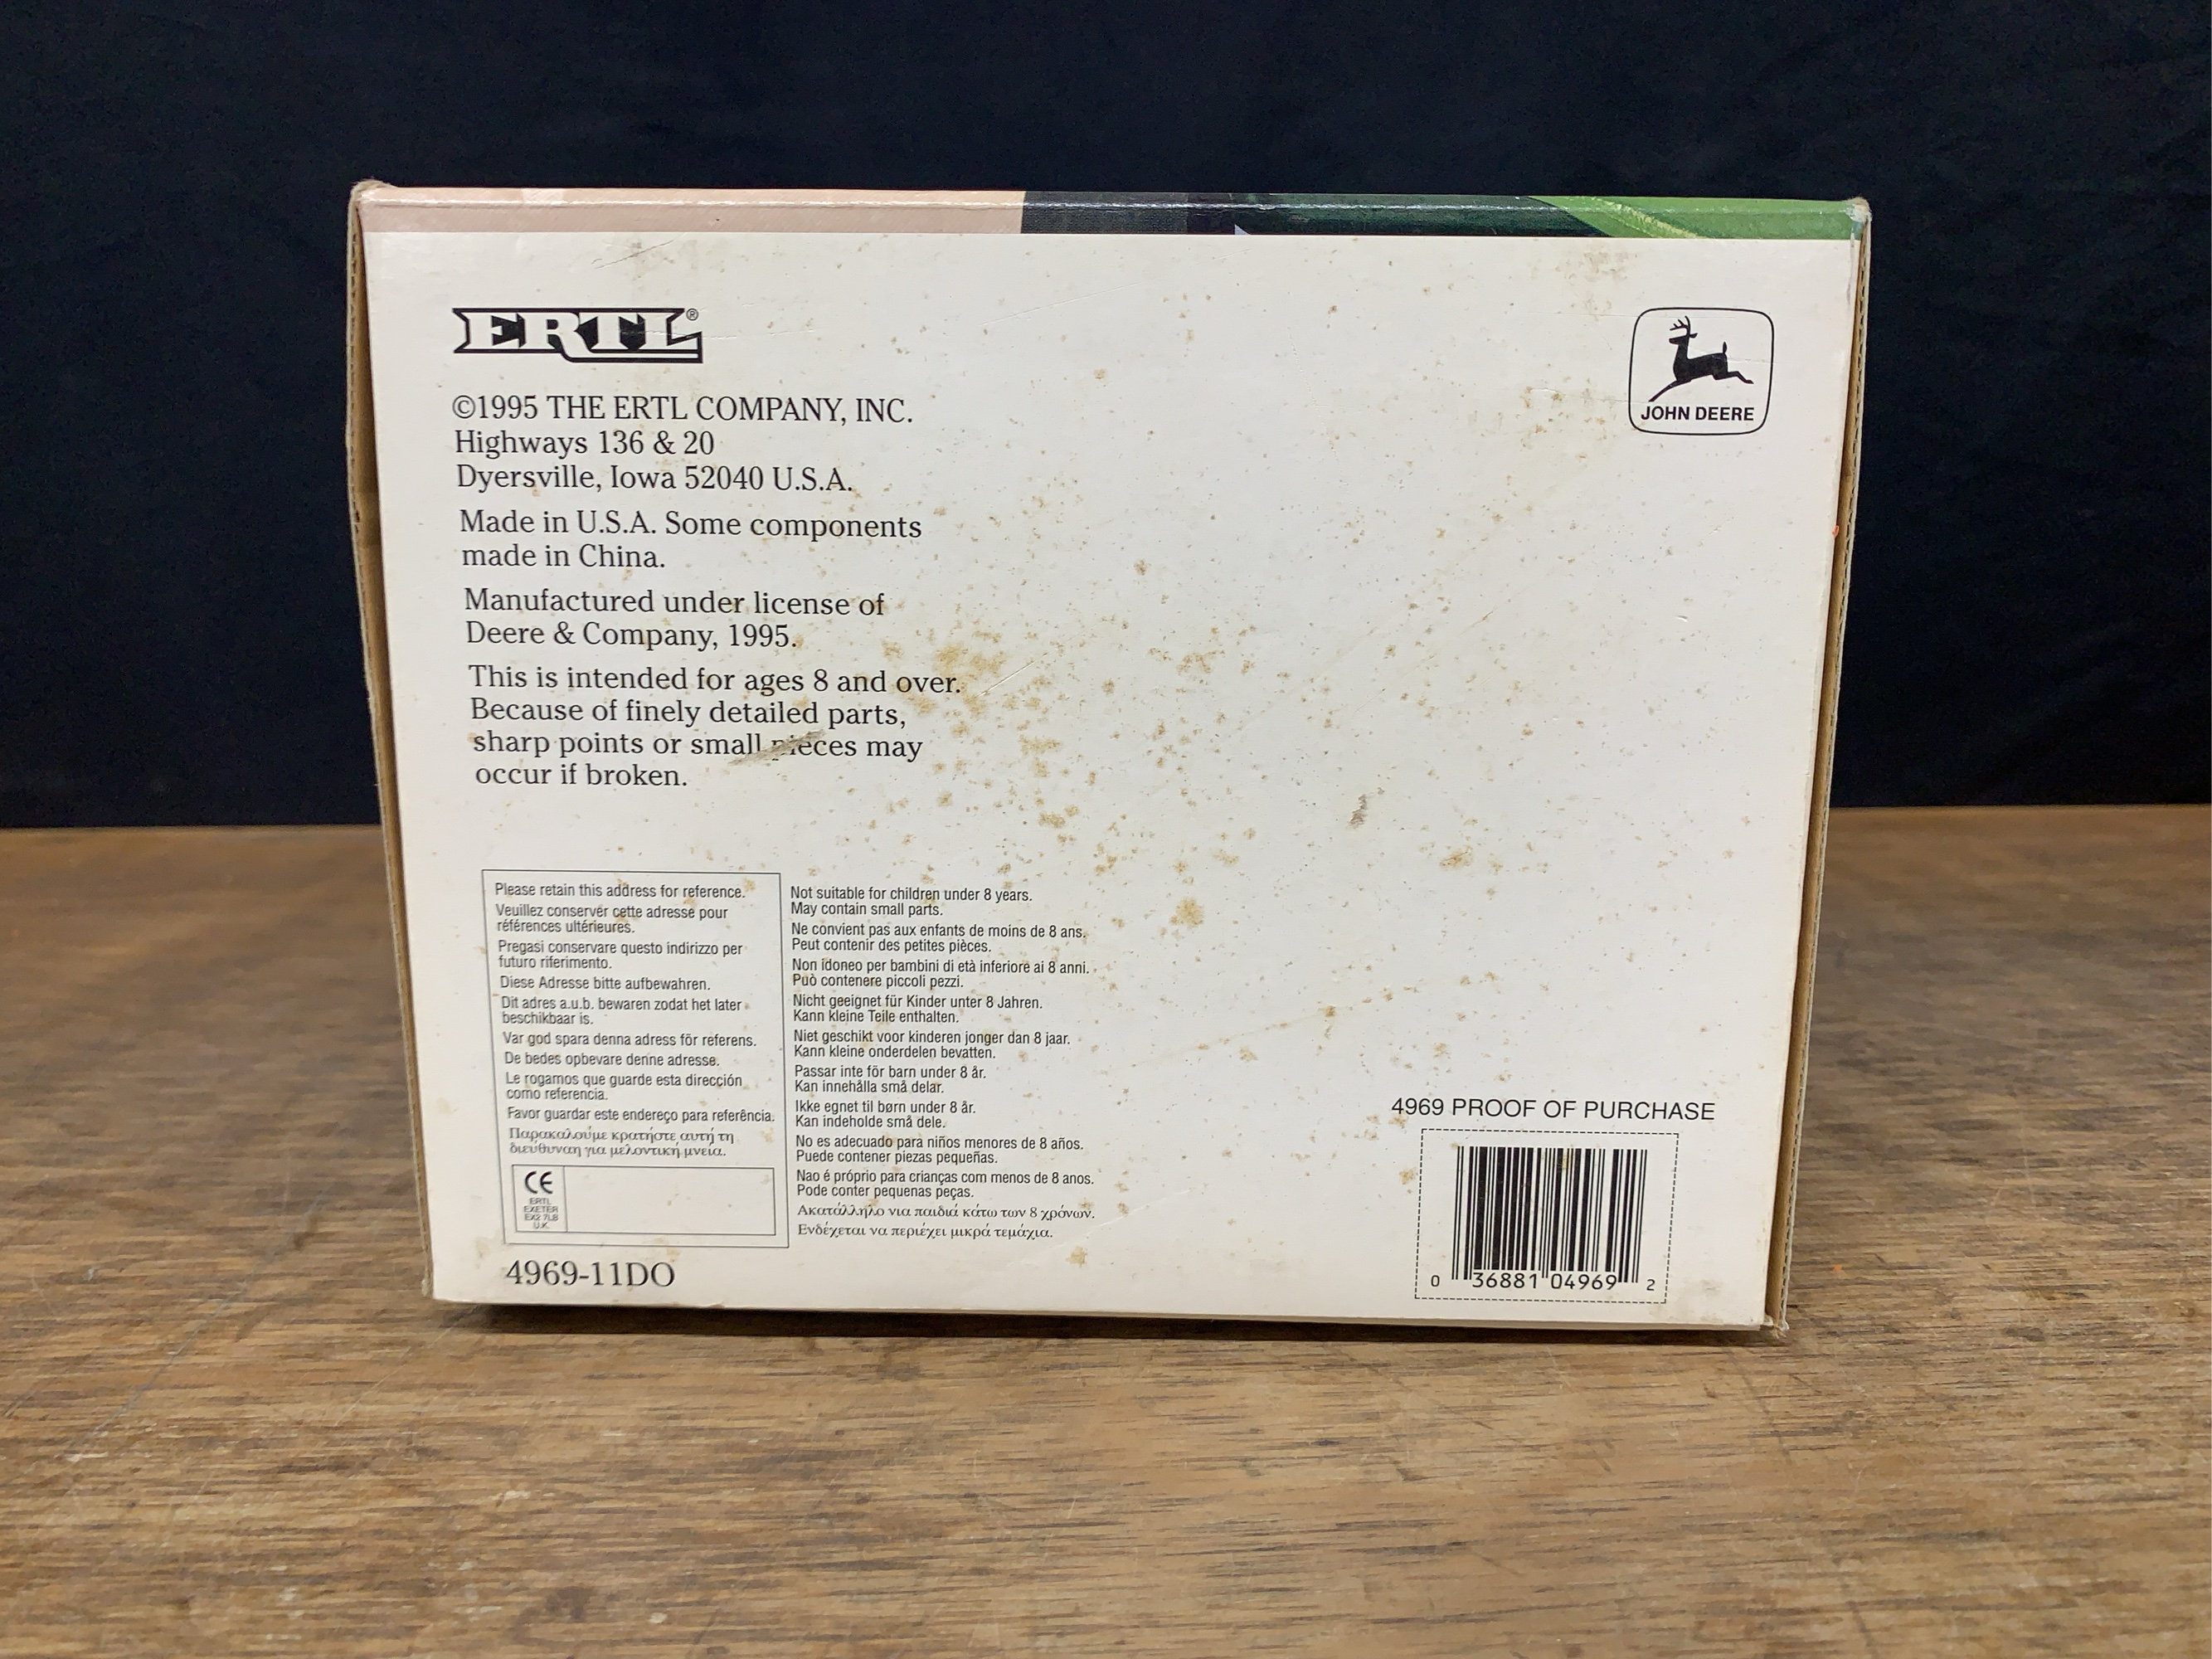 ERTL®
JOHN DEERE
©1995 THE ERTL COMPANY, INC.
Highways 136 & 20
Dyersville, Iowa 52040 U.S.A.
Made in U.S.A. Some components
made in China.
Manufactured under license of
Deere & Company, 1995.
This is intended for ages 8 and over.
Because of finely detailed parts,
sharp points or small pieces may
occur if broken.
Please retain this address for reference.
Veuillez conserver cette adresse pour
références ultérieures.
Pregasi conservare questo indirizzo per
futuro riferimento.
Diese Adresse bitte aufbewahren.
Dit adres a.u.b. bewaren zodat het later
beschikbaar is.
Var god spara denna adress för referens.
De bedes opbevare denne adresse.
Le rogamos que guarde esta dirección
como referencia.
Favor guardar este endereço para referência.
Παρακαλούμε κρατήστε αυτή τη
διεύθυναη για μελοντική μνεία.
CE
ERTL
EXETER
EX2 7LB
U.K.
Not suitable for children under 8 years.
May contain small parts.
Ne convient pas aux enfants de moins de 8 ans.
Peut contenir des petites pièces.
Non idoneo per bambini di età inferiore ai 8 anni.
Può contenere piccoli pezzi.
Nicht geeignet für Kinder unter 8 Jahren.
Kann kleine Teile enthalten.
Niet geschikt voor kinderen jonger dan 8 jaar.
Kann kleine onderdelen bevatten.
Passar inte för barn under 8 år.
Kan innehålla små delar.
Ikke egnet til børn under 8 år.
Kan indeholde små dele.
No es adecuado para niños menores de 8 años.
Puede contener piezas pequeñas.
Nao é próprio para crianças com menos de 8 anos.
Pode conter pequenas peças.
Ακατάλληλο για παιδιά κάτω των 8 χρόνων.
Ενδέχεται να περιέχει μικρά τεμάχια.
4969-11DO
4969 PROOF OF PURCHASE
0 36881 04969 2